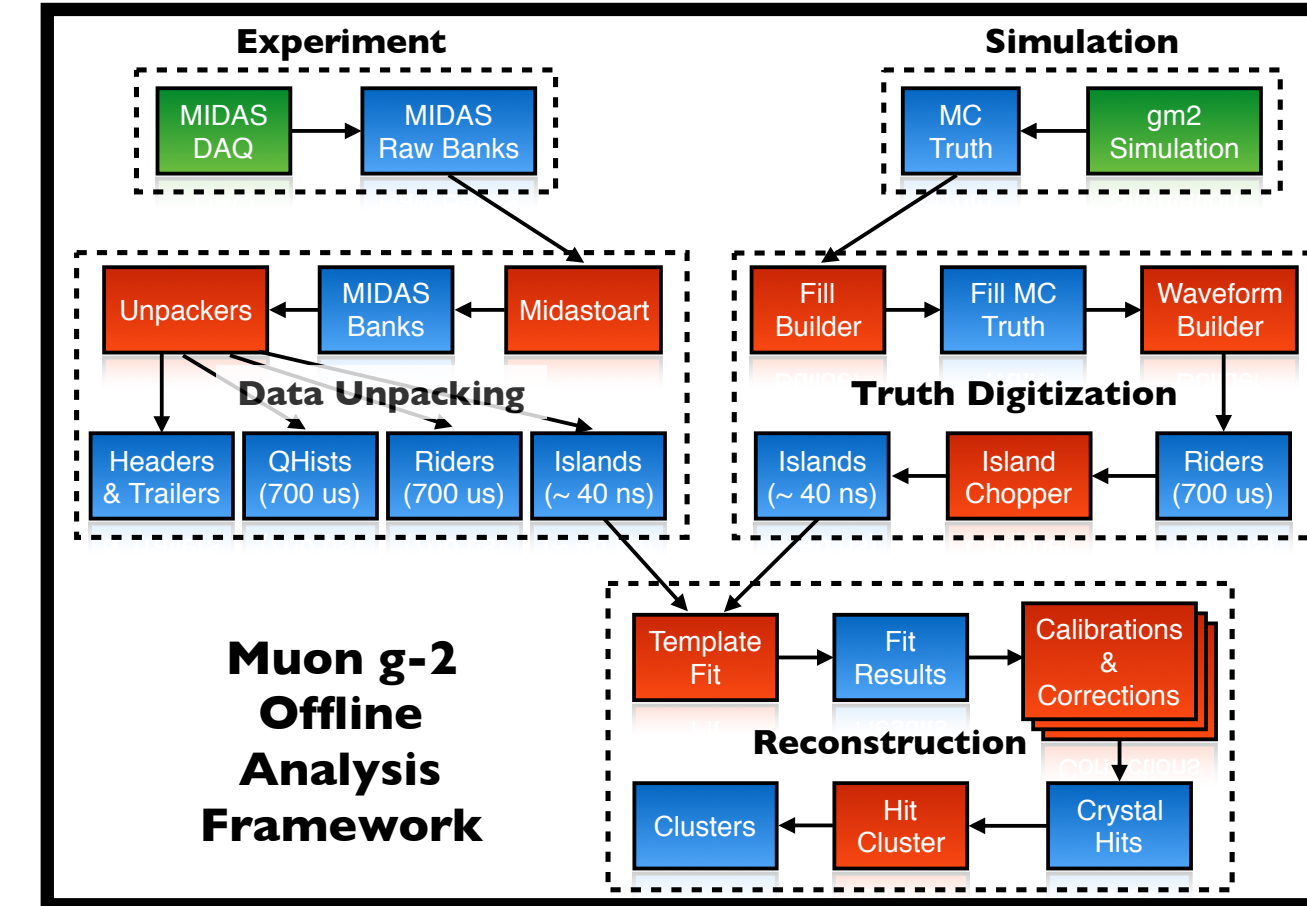 Experiment
MIDAS
DAQ
MIDAS
Raw Banks
Simulation
MC
Truth
gm2
Simulation
Unpackers
MIDAS
Banks
Midastoart
Data Unpacking
Headers
& Trailers
QHists
(700 us)
Riders
(700 us)
Islands
(~ 40 ns)
Fill
Builder
Fill MC
Truth
Waveform
Builder
Truth Digitization
Islands
(~ 40 ns)
Island
Chopper
Riders
(700 us)
Muon g-2
Offline
Analysis
Framework
Template
Fit
Fit
Results
Calibrations
&
Corrections
Reconstruction
Clusters
Hit
Cluster
Crystal
Hits